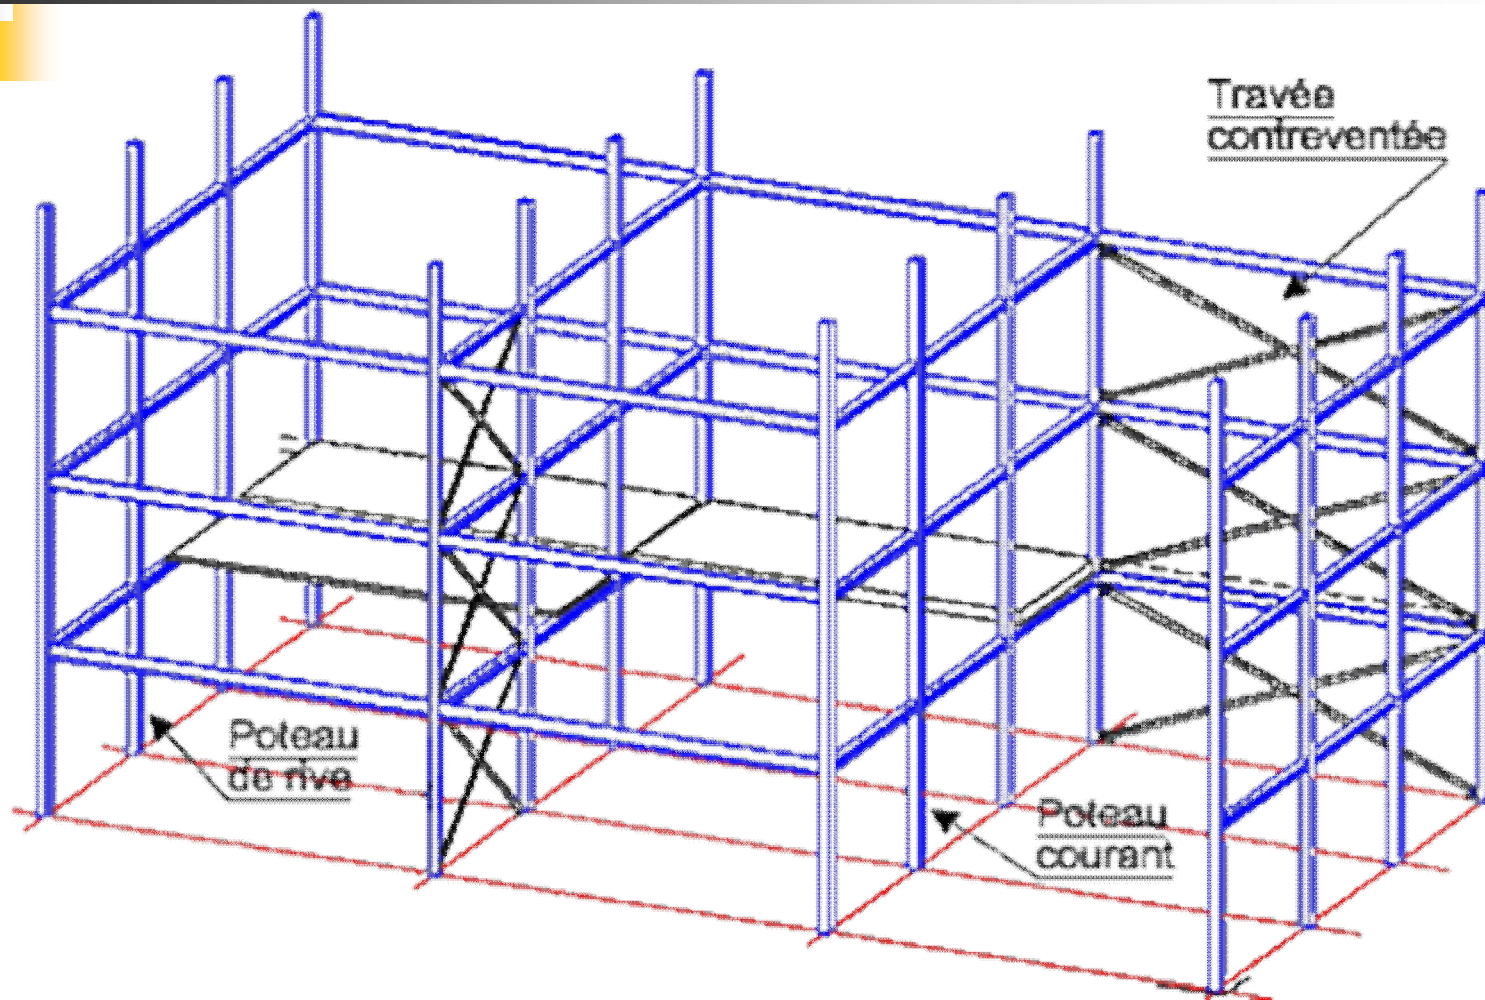 Travée
contreventée
Poteau
de rive
Poteau
courant